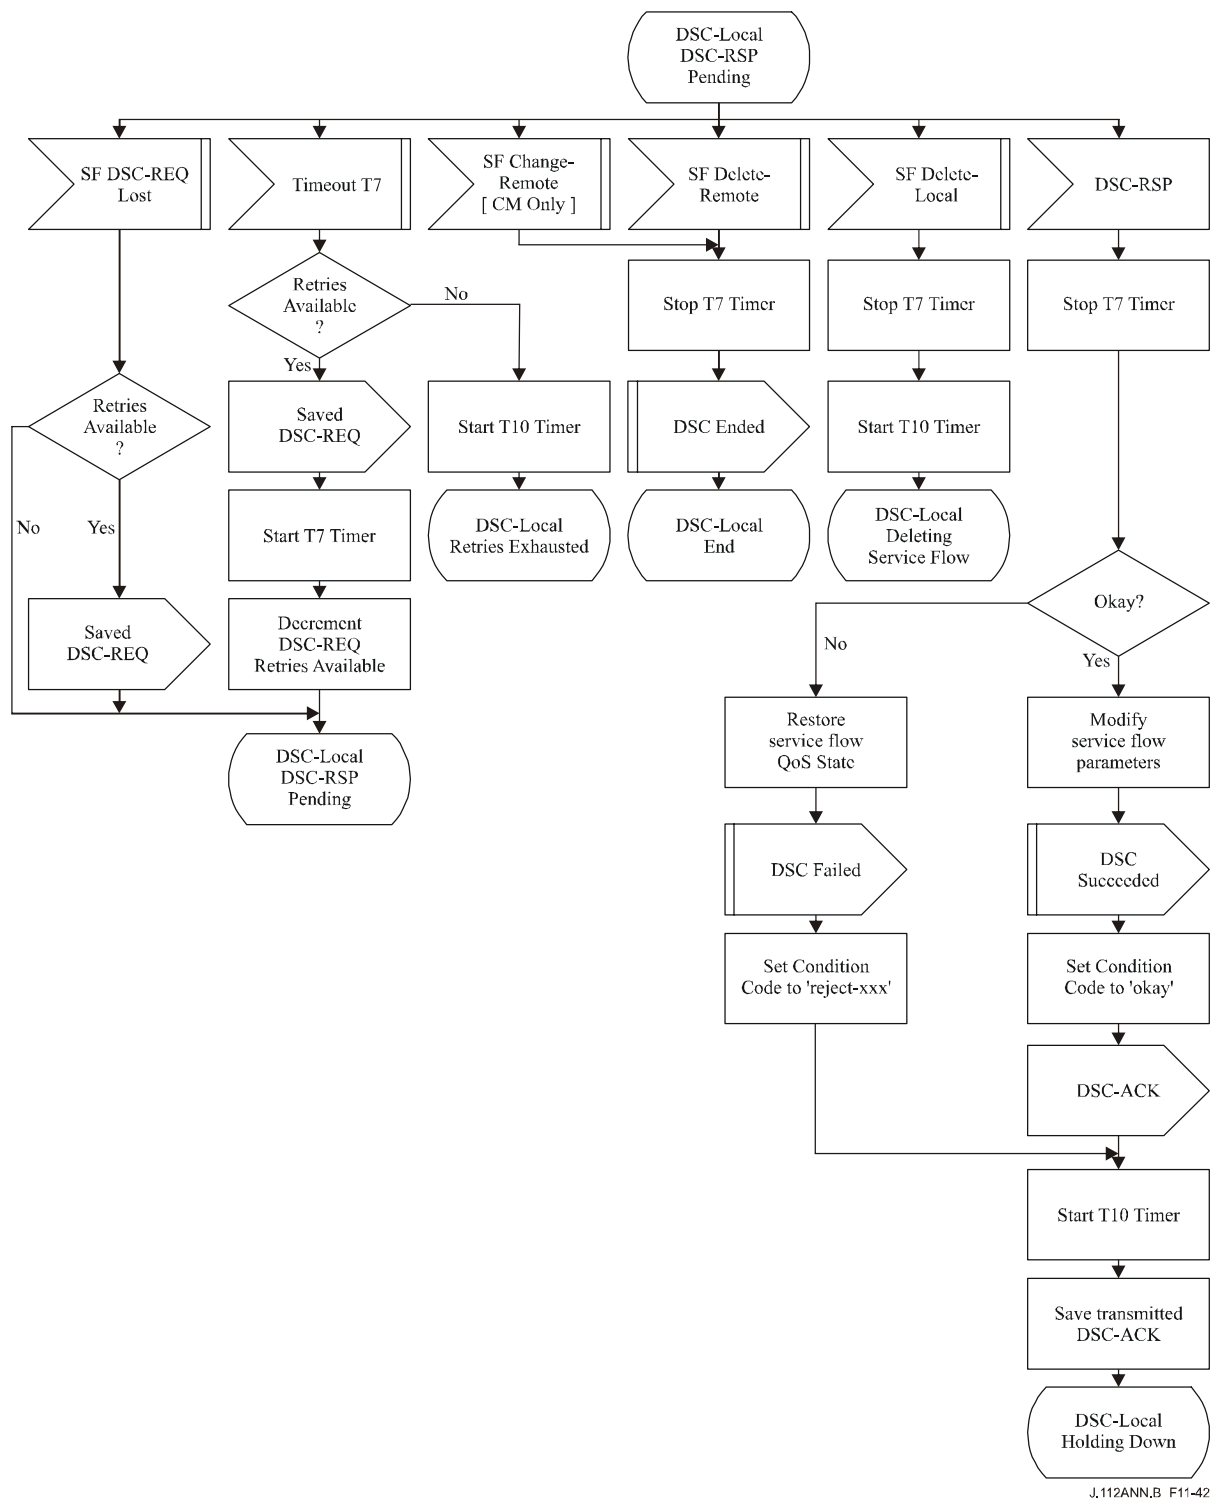 DSC-Local
DSC-RSP
Pending
SF DSC-REQ
Lost
Timeout T7
SF Change-
Remote
[ CM Only ]
SF Delete-
Remote
SF Delete-
Local
DSC-RSP
Retries
Available
?
No
Yes
Stop T7 Timer
Stop T7 Timer
Stop T7 Timer
Retries
Available
?
No
Yes
Saved
DSC-REQ
Start T10 Timer
DSC Ended
Start T10 Timer
Start T7 Timer
DSC-Local
Retries Exhausted
DSC-Local
End
DSC-Local
Deleting
Service Flow
Saved
DSC-REQ
Decrement
DSC-REQ
Retries Available
Okay?
No
Yes
DSC-Local
DSC-RSP
Pending
Restore
service flow
QoS State
Modify
service flow
parameters
DSC Failed
DSC
Succeeded
Set Condition
Code to 'reject-xxx'
Set Condition
Code to 'okay'
DSC-ACK
Start T10 Timer
Save transmitted
DSC-ACK
DSC-Local
Holding Down
J.112ANN.B_F11-42